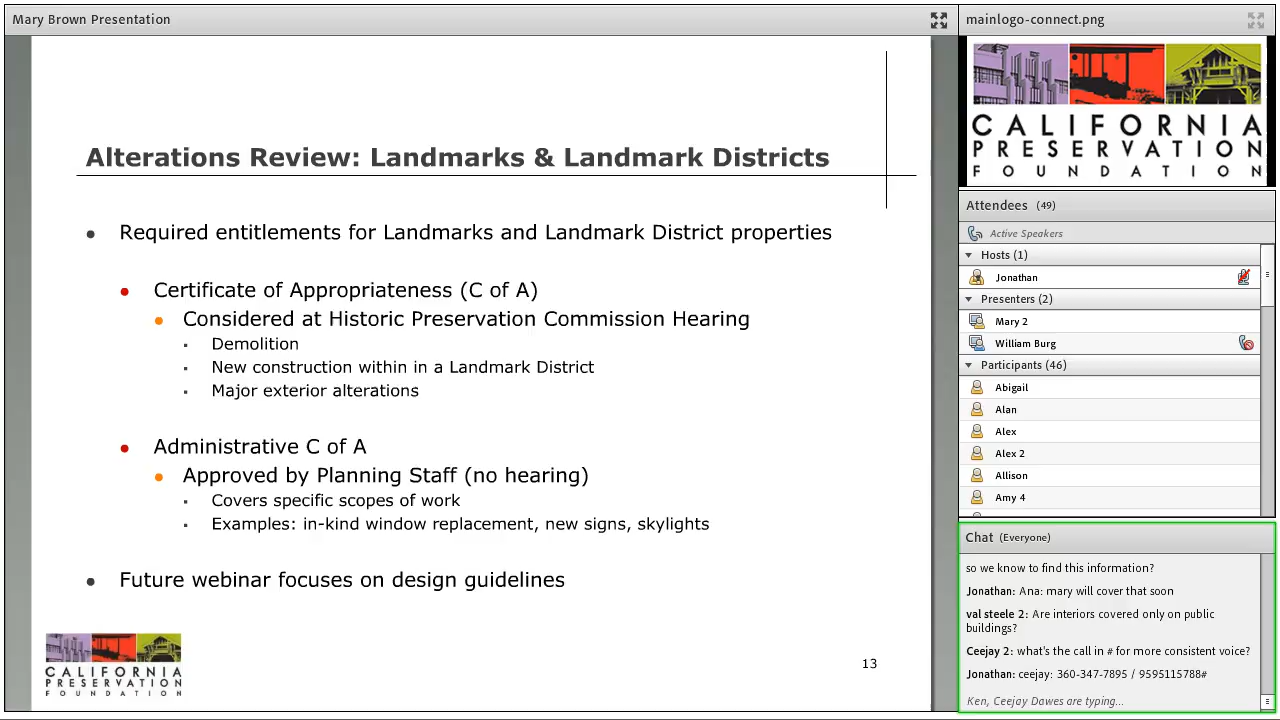 Mary Brown Presentation
Alterations Review: Landmarks & Landmark Districts
Required entitlements for Landmarks and Landmark District properties
Certificate of Appropriateness (C of A)
Considered at Historic Preservation Commission Hearing
Demolition
New construction within in a Landmark District
Major exterior alterations
Administrative C of A
Approved by Planning Staff (no hearing)
Covers specific scopes of work
Examples: in-kind window replacement, new signs, skylights
Future webinar focuses on design guidelines
CALIFORNIA
PRESERVATION
FOUNDATION
13
mainlogo-connect.png
CALIFORNIA
PRESERVATION
FOUNDATION
Attendees (49)
Active Speakers
Hosts (1)
Jonathan
Presenters (2)
Mary 2
William Burg
Participants (46)
Abigail
Alan
Alex
Alex 2
Allison
Amy 4
Chat (Everyone)
so we know to find this information?
Jonathan: Ana: mary will cover that soon
val steele 2: Are interiors covered only on public
buildings?
Ceejay 2: what's the call in # for more consistent voice?
Jonathan: ceejay: 360-347-7895 / 9595115788#
Ken, Ceejay Dawes are typing...